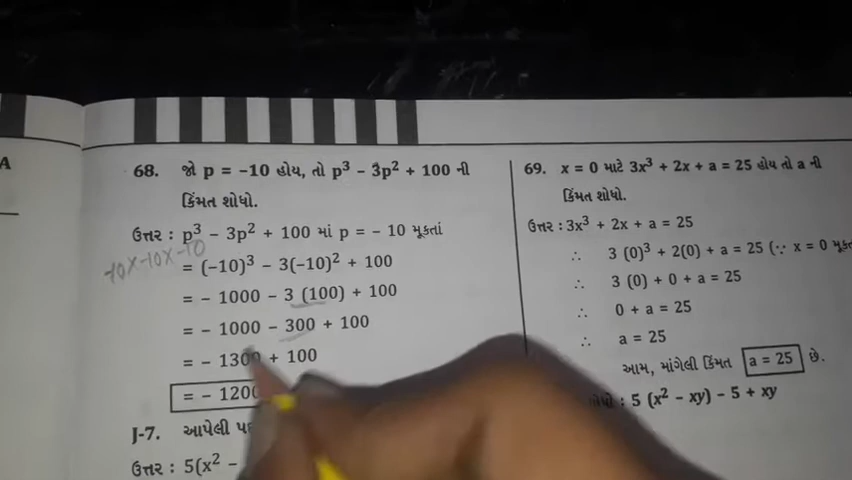 A
68. જો p = –10 હોય, તો p³ – 3p² + 100 ની
કિંમત શોધો.
ઉત્તર : p³ – 3p² + 100 માં p = – 10 મૂકતાં
-10x-10x-10
= (–10)³ – 3(–10)² + 100
= – 1000 – 3 (100) + 100
= – 1000 – 300 + 100
= – 1300 + 100
= – 1200
J-7. આપેલી
ઉત્તર : 5(x² –
69. x = 0 માટે 3x³ + 2x + a = 25 હોય તો a ની
કિંમત શોધો.
ઉત્તર : 3x³ + 2x + a = 25
∴ 3 (0)³ + 2(0) + a = 25 (∵ x = 0
∴ 3 (0) + 0 + a = 25
∴ 0 + a = 25
∴ a = 25
આમ, માંગેલી કિંમત a = 25 છે.
: 5 (x² – xy) – 5 + xy